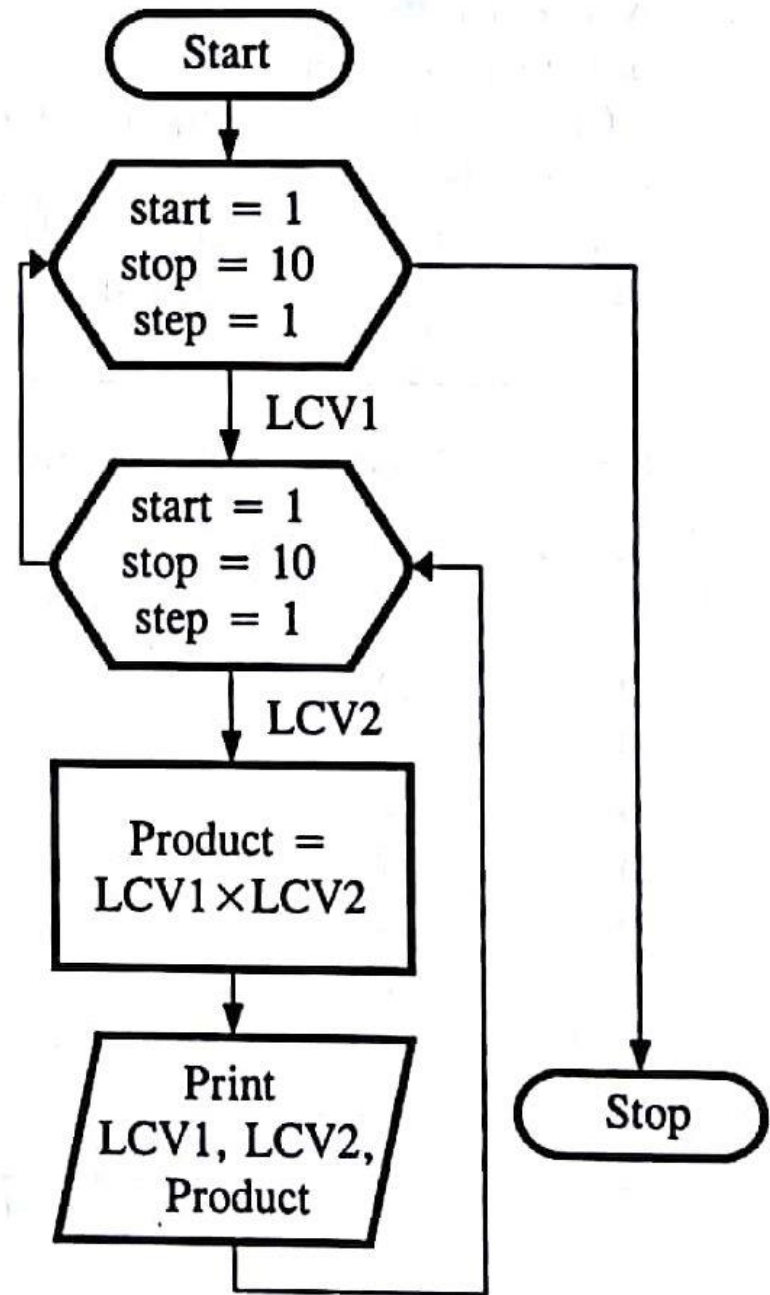 Start
start = 1
stop = 10
step = 1
LCV1
start = 1
stop = 10
step = 1
LCV2
Product =
LCV1×LCV2
Print
LCV1, LCV2,
Product
Stop